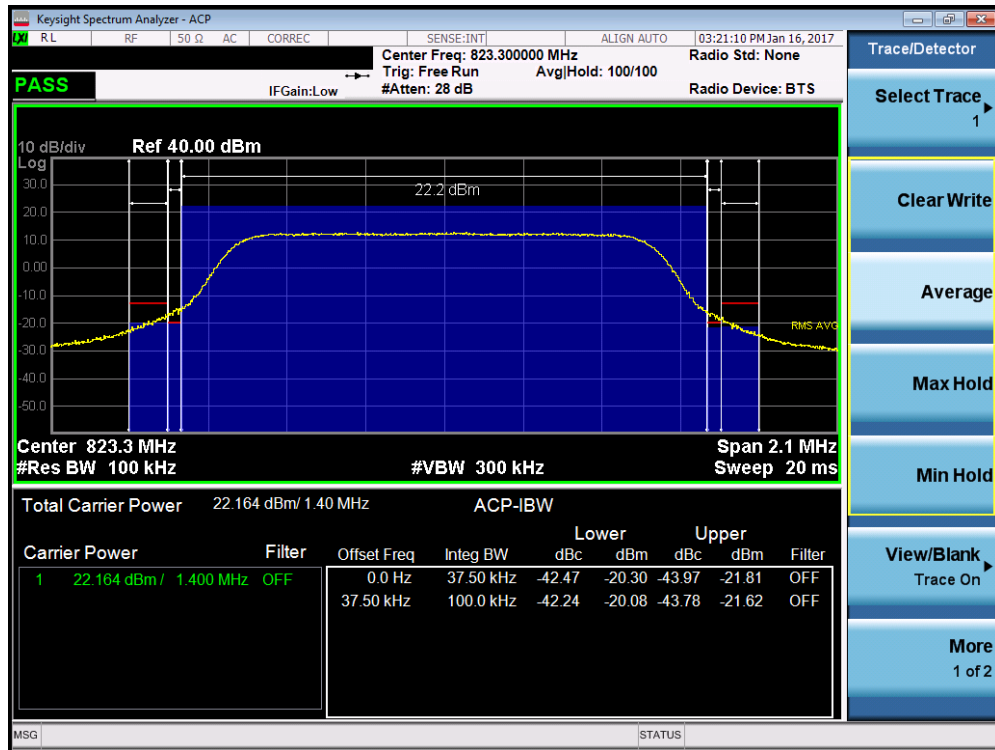 Keysight Spectrum Analyzer - ACP
LXI RL RF 50 Ω AC CORREC SENSE:INT ALIGN AUTO 03:21:10 PM Jan 16, 2017
Center Freq: 823.300000 MHz Radio Std: None
Trig: Free Run Avg|Hold: 100/100
PASS IFGain:Low #Atten: 28 dB Radio Device: BTS
10 dB/div Ref 40.00 dBm
Log
30.0
22.2 dBm
20.0
10.0
0.00
-10.0
-20.0
RMS AVG
-30.0
-40.0
-50.0
Center 823.3 MHz Span 2.1 MHz
#Res BW 100 kHz #VBW 300 kHz Sweep 20 ms
Total Carrier Power 22.164 dBm/ 1.40 MHz ACP-IBW
Lower Upper
Carrier Power Filter Offset Freq Integ BW dBc dBm dBc dBm Filter
1 22.164 dBm / 1.400 MHz OFF 0.0 Hz 37.50 kHz -42.47 -20.30 -43.97 -21.81 OFF
37.50 kHz 100.0 kHz -42.24 -20.08 -43.78 -21.62 OFF
MSG STATUS
Trace/Detector
Select Trace
1
Clear Write
Average
Max Hold
Min Hold
View/Blank
Trace On
More
1 of 2